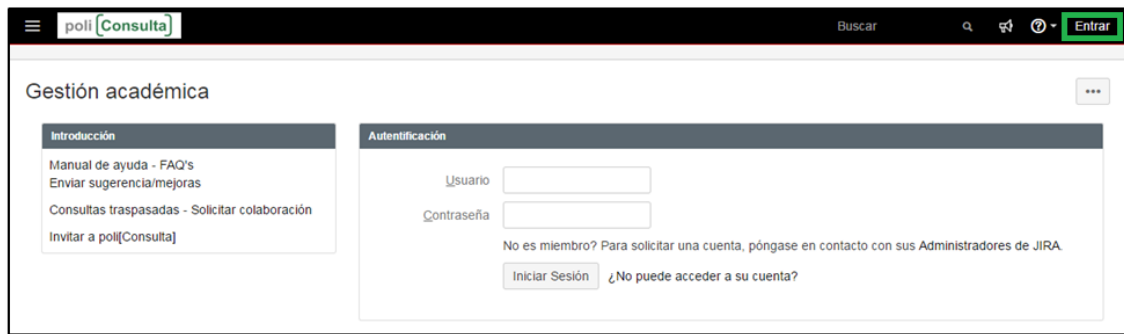 poli[Consulta]
Buscar
Entrar
Gestión académica
Introducción
Manual de ayuda - FAQ's
Enviar sugerencia/mejoras
Consultas traspasadas - Solicitar colaboración
Invitar a poli[Consulta]
Autentificación
Usuario
Contraseña
No es miembro? Para solicitar una cuenta, póngase en contacto con sus Administradores de JIRA.
Iniciar Sesión ¿No puede acceder a su cuenta?